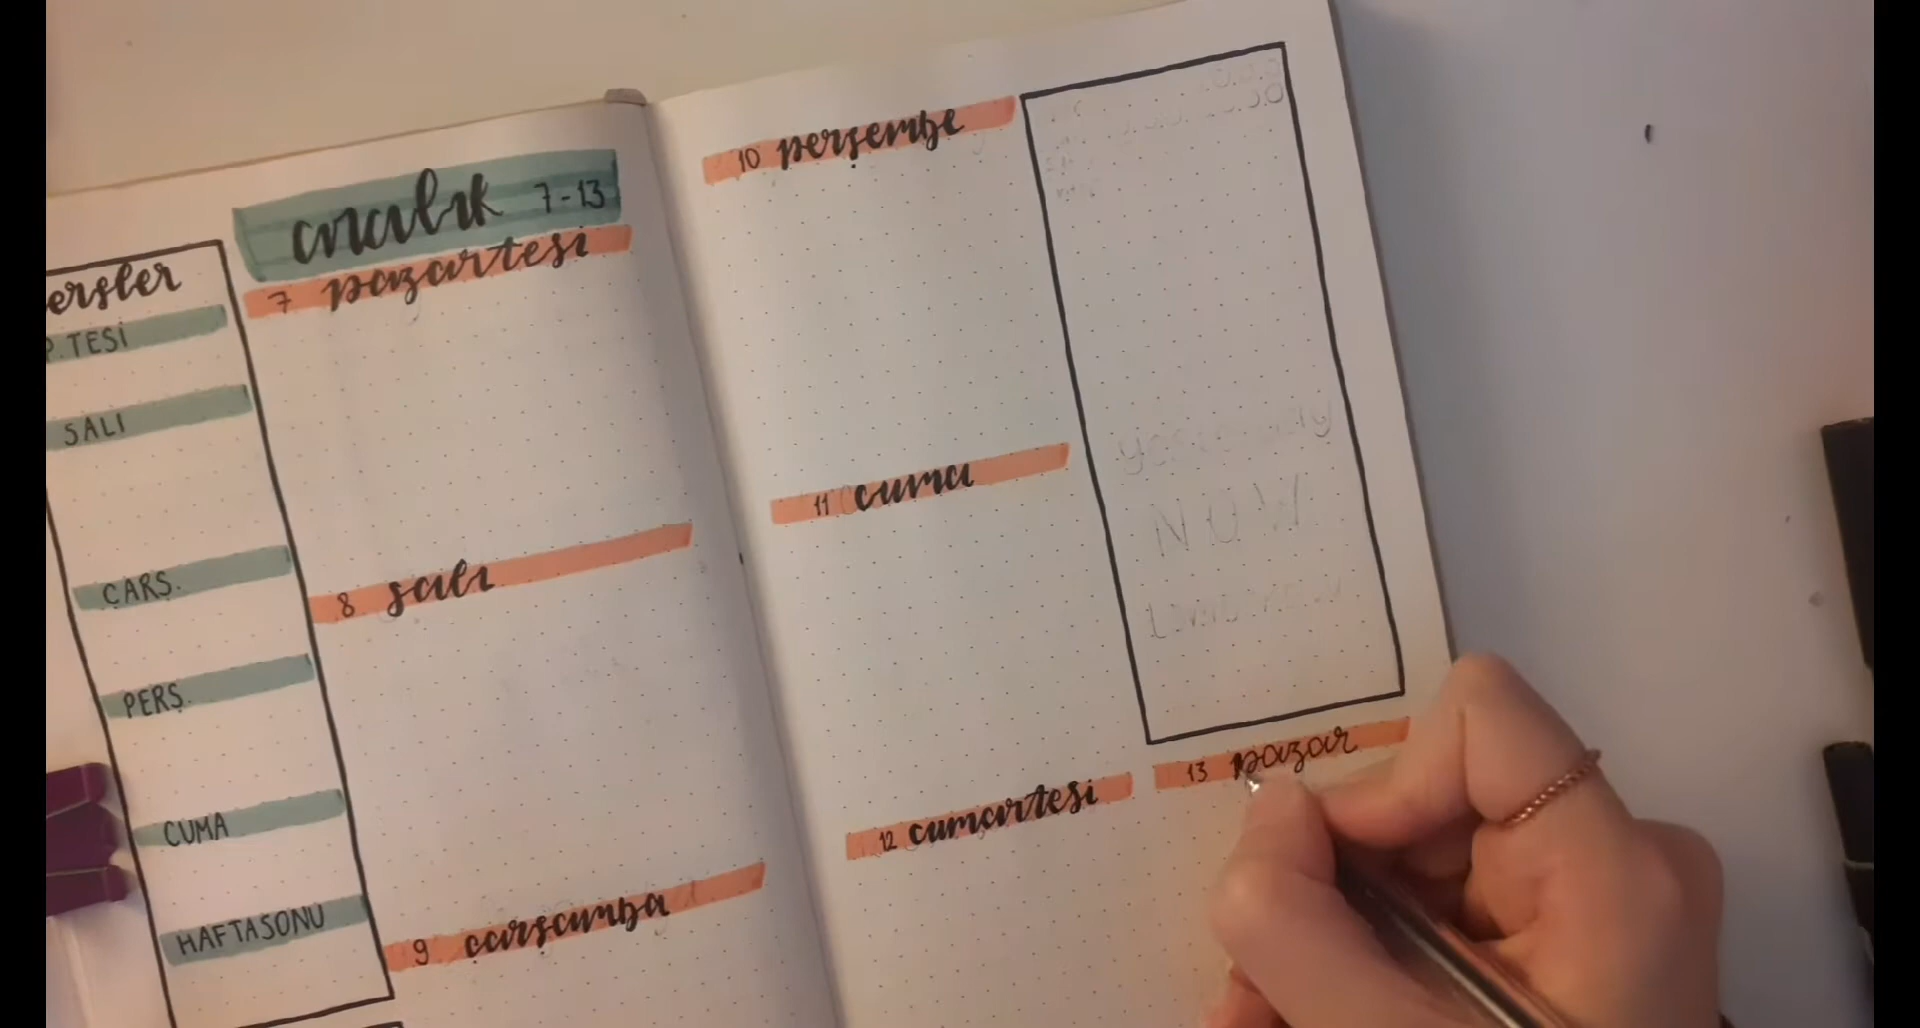 ersler
P.TESİ
SALI
ÇARŞ.
PERŞ.
CUMA
HAFTASONU
aralık 7-13
7 pazartesi
8 salı
9 çarşamba
10 perşembe
11 cuma
12 cumartesi
NOW
13 pazar